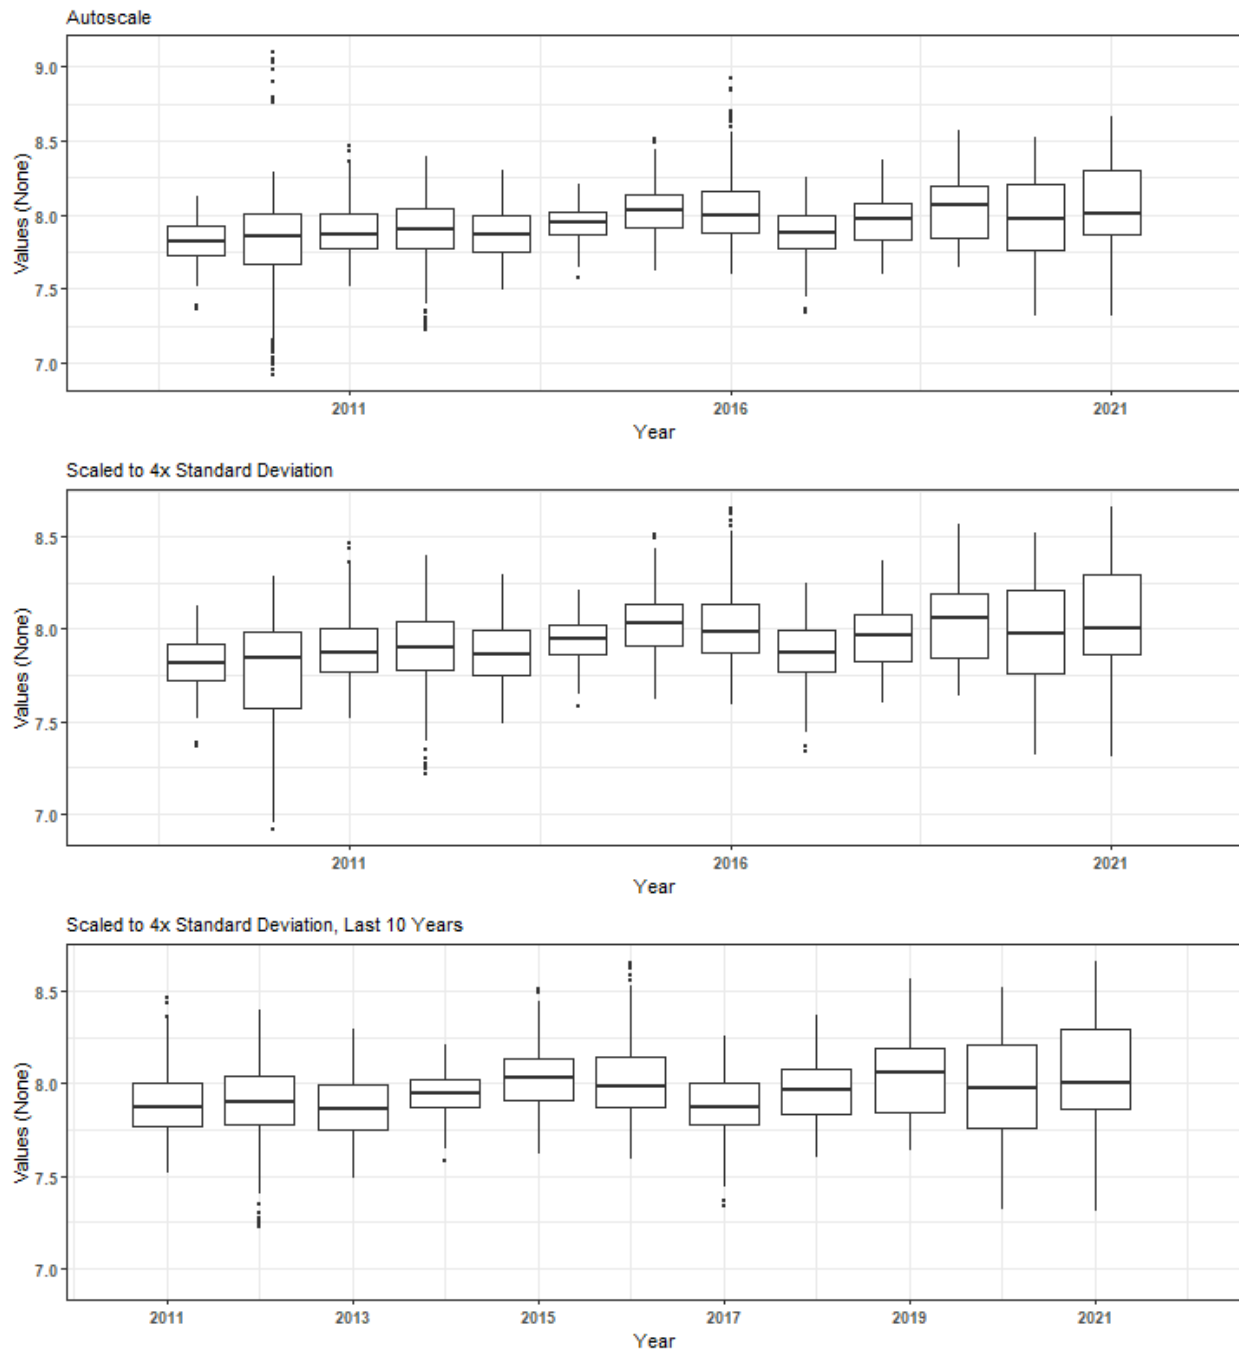 Autoscale
Values (None)
9.0
8.5
8.0
7.5
7.0
2011 2016 2021
Year
Scaled to 4x Standard Deviation
Values (None)
8.5
8.0
7.5
7.0
2011 2016 2021
Year
Scaled to 4x Standard Deviation, Last 10 Years
Values (None)
8.5
8.0
7.5
7.0
2011 2013 2015 2017 2019 2021
Year